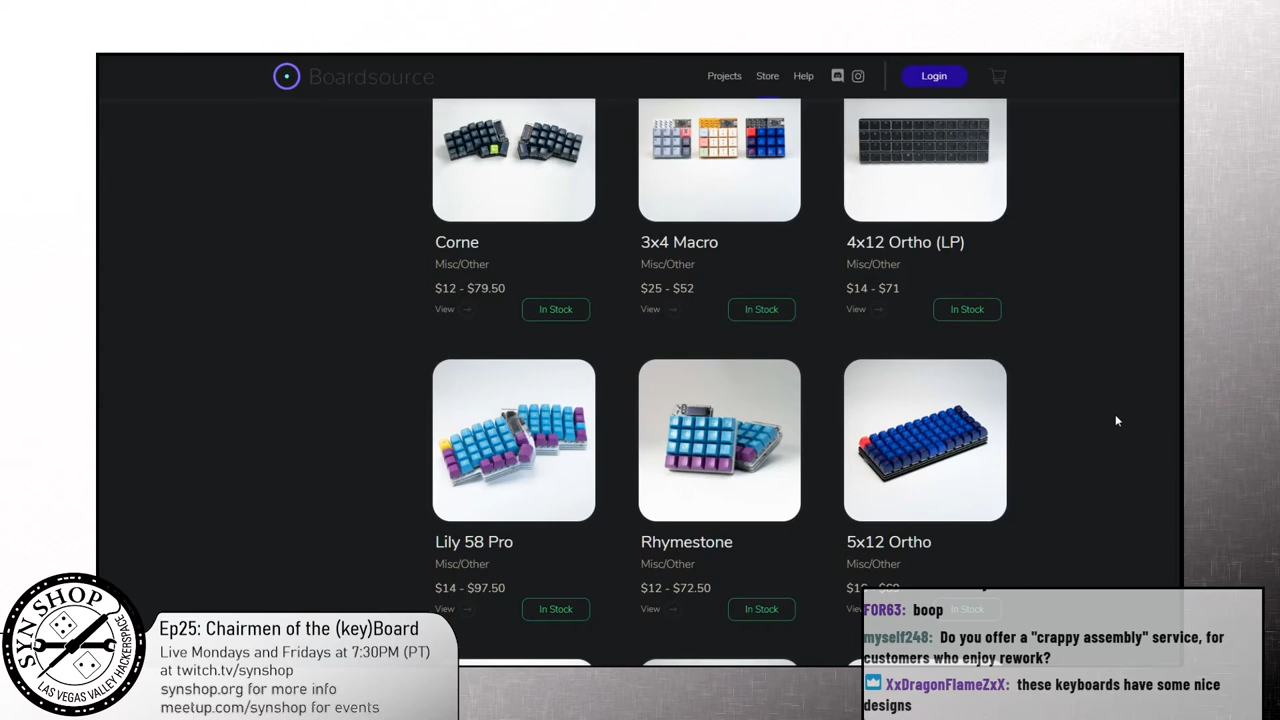 Boardsource
Projects Store Help Login
Corne
Misc/Other
$12 - $79.50
View → In Stock
3x4 Macro
Misc/Other
$25 - $52
View → In Stock
4x12 Ortho (LP)
Misc/Other
$14 - $71
View → In Stock
Lily 58 Pro
Misc/Other
$14 - $97.50
View → In Stock
Rhymestone
Misc/Other
$12 - $72.50
View → In Stock
5x12 Ortho
Misc/Other
View → In Stock
SYN SHOP
LAS VEGAS VALLEY HACKERSPACE
Ep25: Chairmen of the (key)Board
Live Mondays and Fridays at 7:30PM (PT)
at twitch.tv/synshop
synshop.org for more info
meetup.com/synshop for events
FOR63: boop
myself248: Do you offer a "crappy assembly" service, for
customers who enjoy rework?
XxDragonFlameZxX: these keyboards have some nice
designs